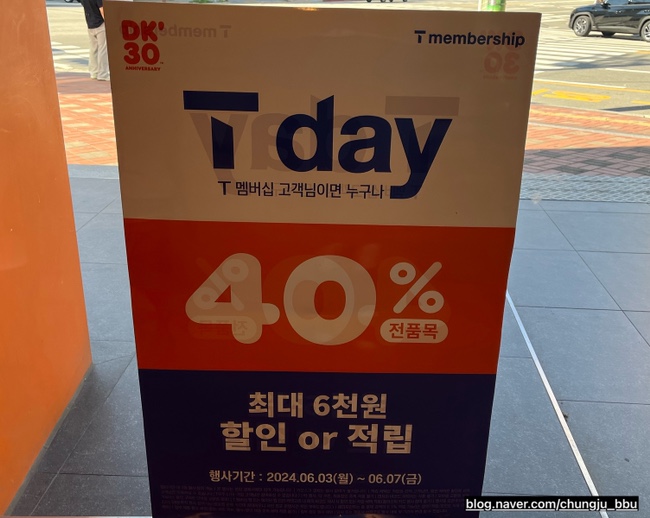 DK'
30
ANNIVERSARY
T membership
T day
T 멤버십 고객님이면 누구나
40%
전품목
최대 6천원
할인 or 적립
행사기간 : 2024.06.03(월) ~ 06.07(금)
blog.naver.com/chungju_bbu